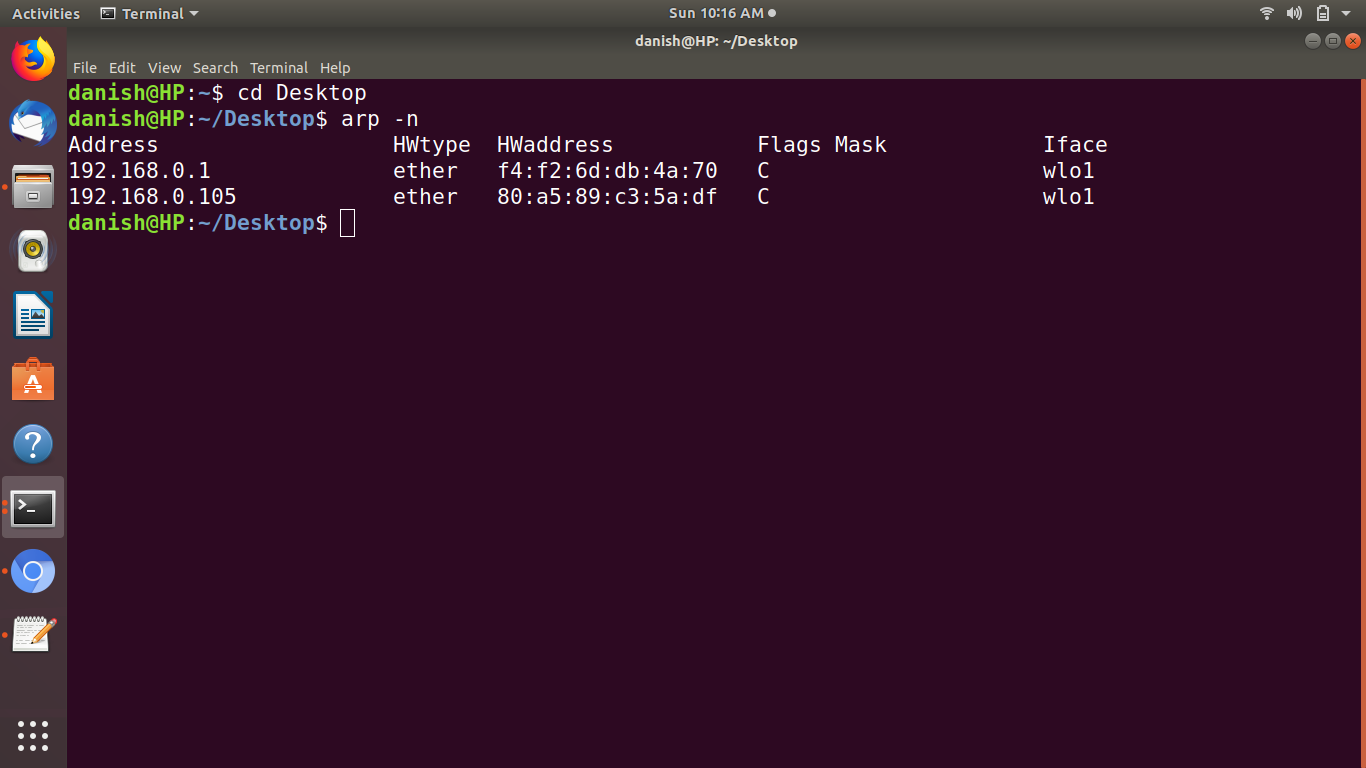 Activities Terminal Sun 10:16 AM
danish@HP: ~/Desktop
File Edit View Search Terminal Help
danish@HP:~$ cd Desktop
danish@HP:~/Desktop$ arp -n
Address HWtype HWaddress Flags Mask Iface
192.168.0.1 ether f4:f2:6d:db:4a:70 C wlo1
192.168.0.105 ether 80:a5:89:c3:5a:df C wlo1
danish@HP:~/Desktop$